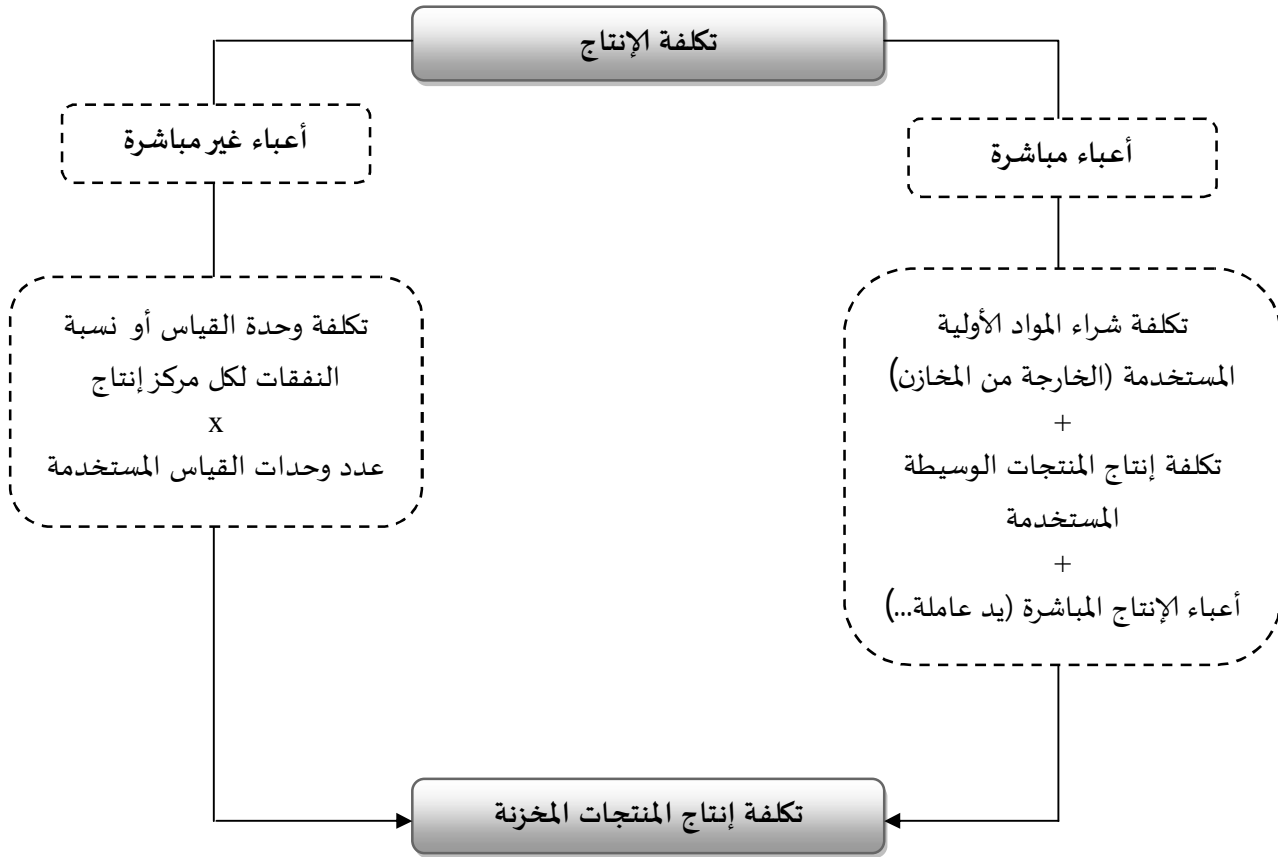 تكلفة الإنتاج
أعباء مباشرة
أعباء غير مباشرة
تكلفة شراء المواد الأولية
المستخدمة (الخارجة من المخازن)
+
تكلفة إنتاج المنتجات الوسيطة
المستخدمة
+
أعباء الإنتاج المباشرة (يد عاملة...)
تكلفة وحدة القياس أو نسبة
النفقات لكل مركز إنتاج
x
عدد وحدات القياس المستخدمة
تكلفة إنتاج المنتجات المخزنة